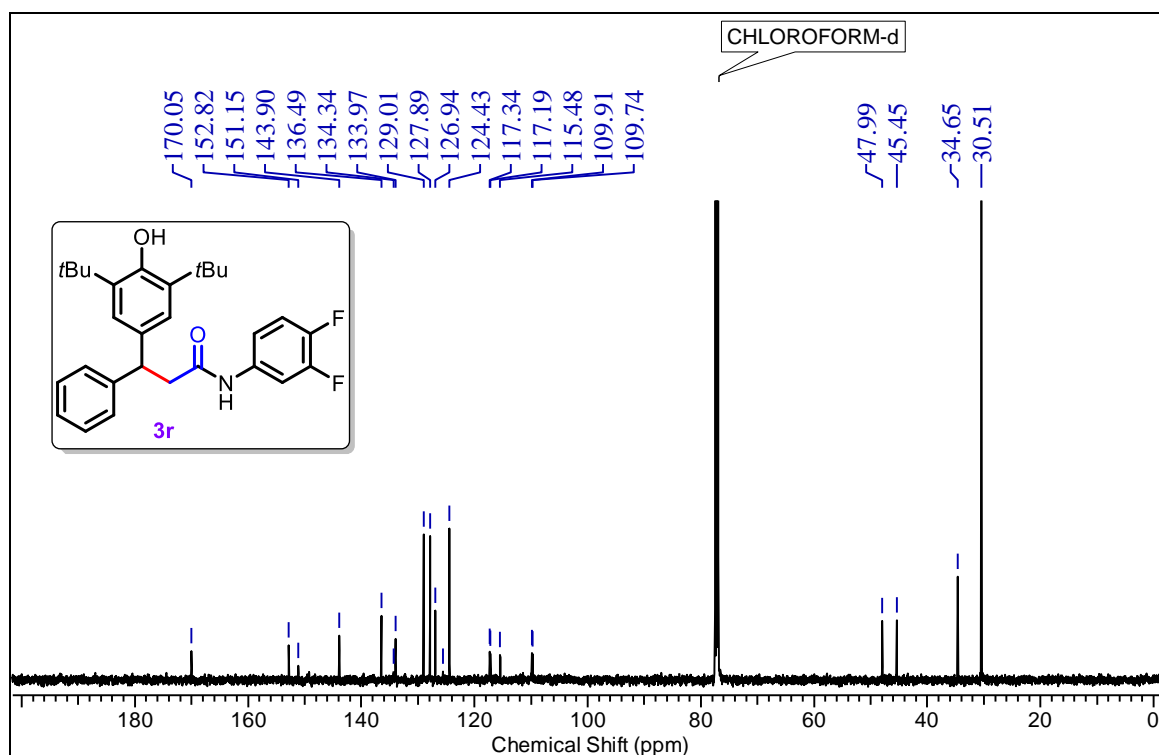 CHLOROFORM-d
170.05
152.82
151.15
143.90
136.49
134.34
133.97
129.01
127.89
126.94
124.43
117.34
117.19
115.48
109.91
109.74
47.99
45.45
34.65
30.51
OH
tBu
tBu
O
F
F
N
H
3r
180 160 140 120 100 80 60 40 20 0
Chemical Shift (ppm)